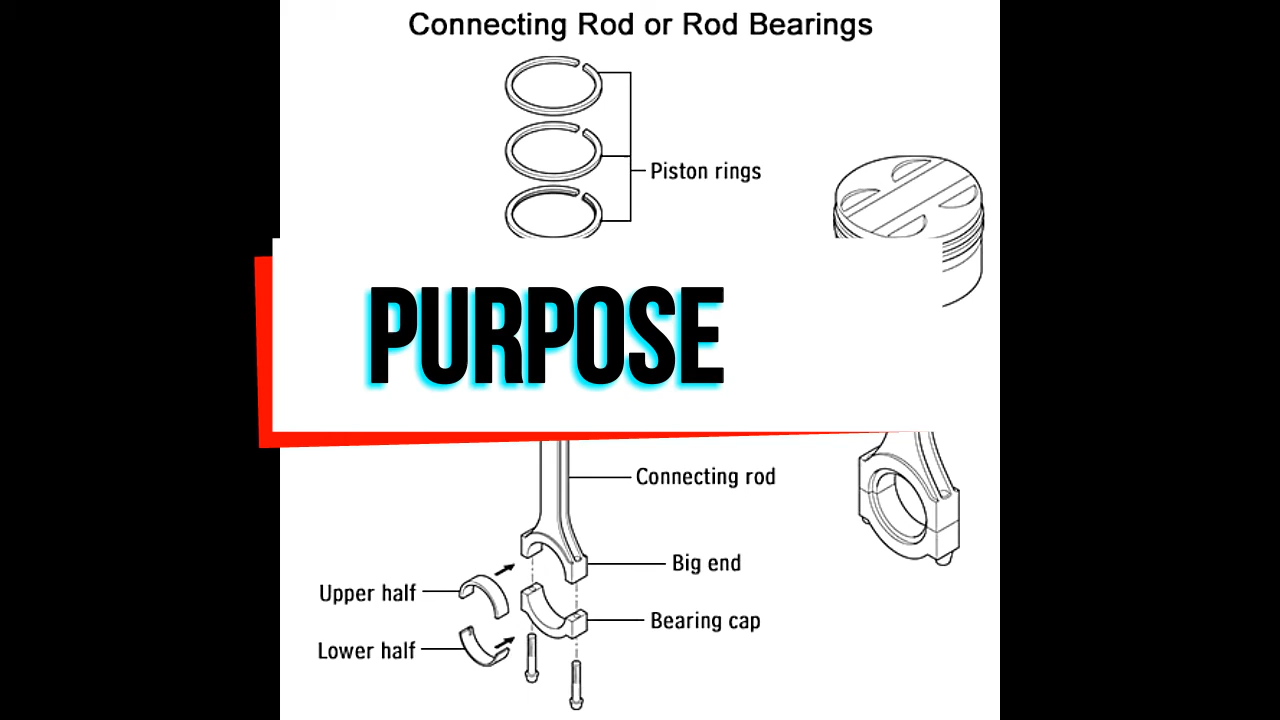 Connecting Rod or Rod Bearings
Piston rings
PURPOSE
Connecting rod
Big end
Upper half
Bearing cap
Lower half